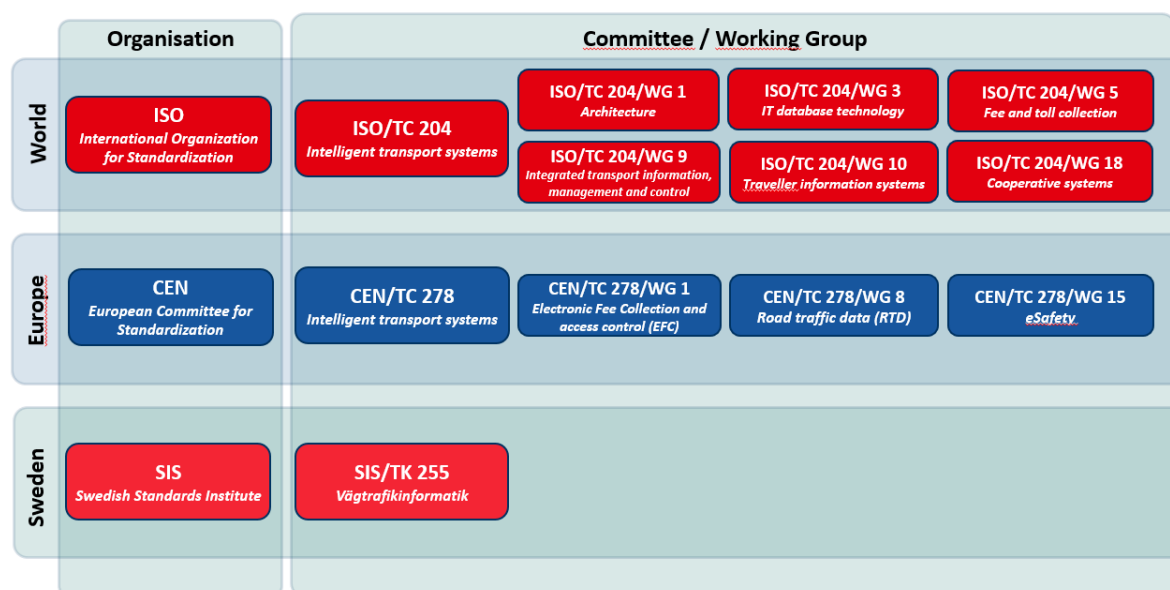 Organisation
Committee / Working Group
World
ISO
International Organization
for Standardization
ISO/TC 204
Intelligent transport systems
ISO/TC 204/WG 1
Architecture
ISO/TC 204/WG 3
IT database technology
ISO/TC 204/WG 5
Fee and toll collection
ISO/TC 204/WG 9
Integrated transport information,
management and control
ISO/TC 204/WG 10
Traveller information systems
ISO/TC 204/WG 18
Cooperative systems
Europe
CEN
European Committee for
Standardization
CEN/TC 278
Intelligent transport systems
CEN/TC 278/WG 1
Electronic Fee Collection and
access control (EFC)
CEN/TC 278/WG 8
Road traffic data (RTD)
CEN/TC 278/WG 15
eSafety
Sweden
SIS
Swedish Standards Institute
SIS/TK 255
Vägtrafikinformatik